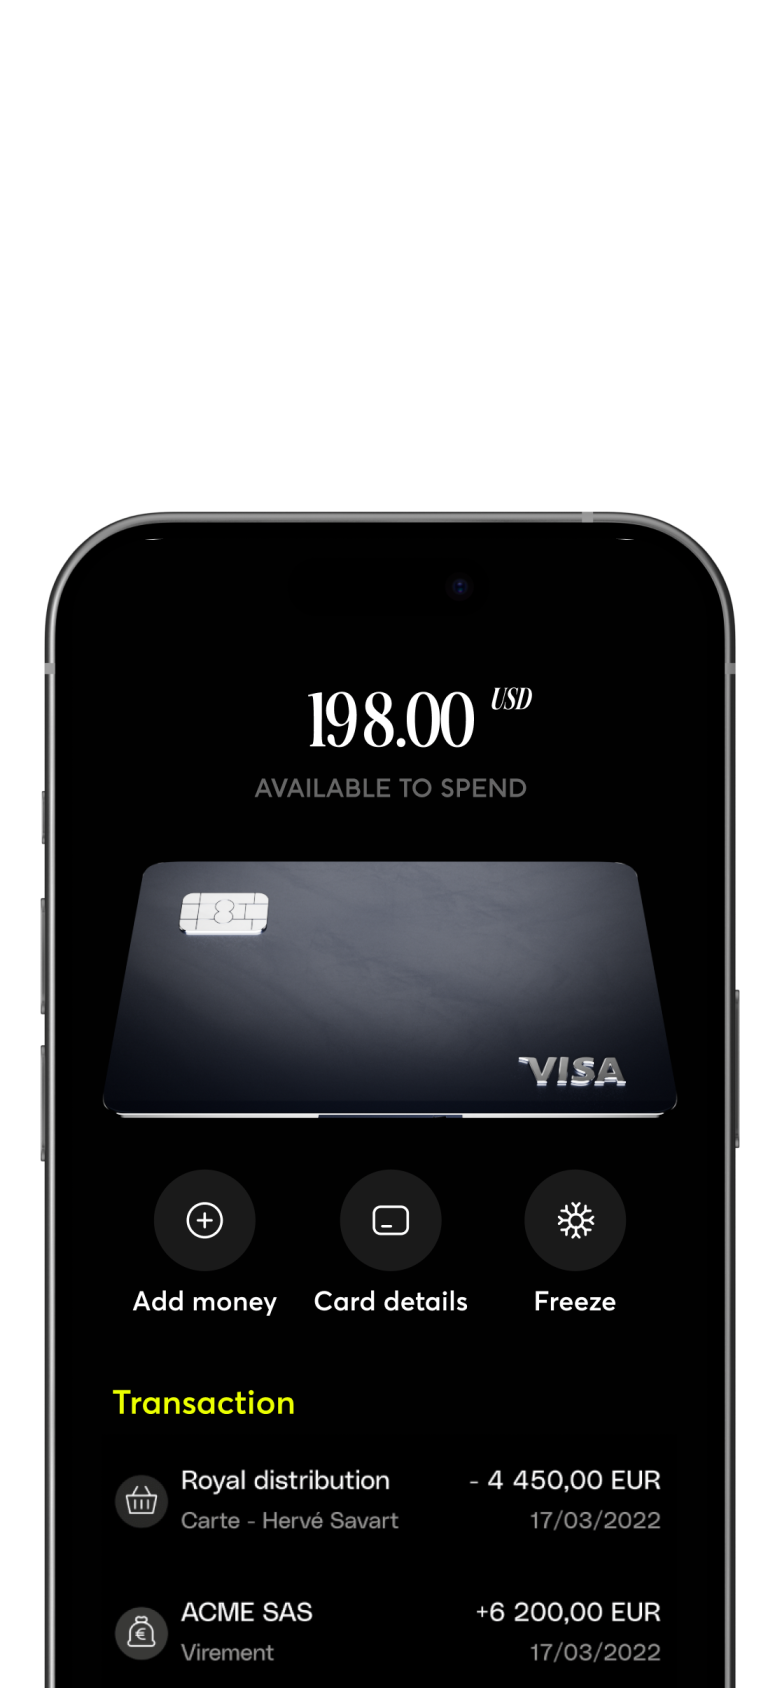 198.00 USD
AVAILABLE TO SPEND
VISA
Add money Card details Freeze
Transaction
Royal distribution - 4 450,00 EUR
Carte - Hervé Savart 17/03/2022
ACME SAS +6 200,00 EUR
Virement 17/03/2022